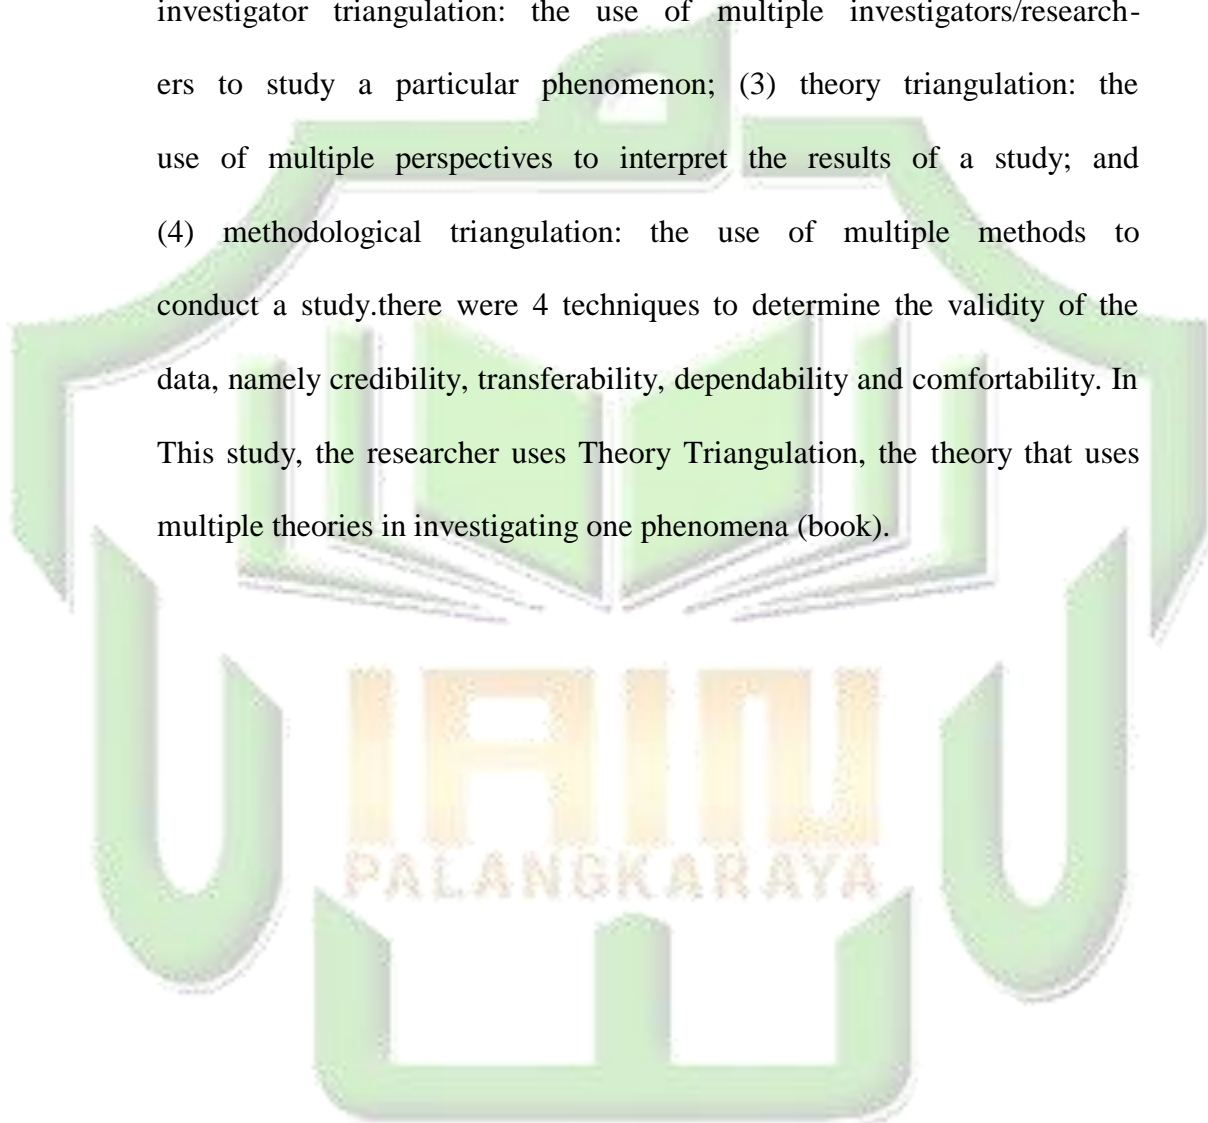 investigator triangulation: the use of multiple investigators/research-
ers to study a particular phenomenon; (3) theory triangulation: the
use of multiple perspectives to interpret the results of a study; and
(4) methodological triangulation: the use of multiple methods to
conduct a study.there were 4 techniques to determine the validity of the
data, namely credibility, transferability, dependability and comfortability. In
This study, the researcher uses Theory Triangulation, the theory that uses
multiple theories in investigating one phenomena (book).
IAIN
PALANGKARAYA